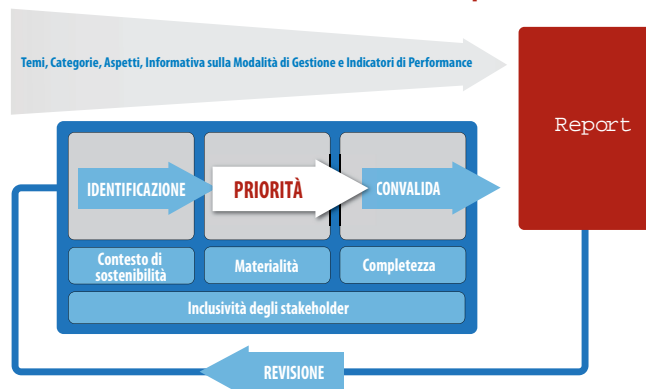 Temi, Categorie, Aspetti, Informativa sulla Modalità di Gestione e Indicatori di Performance
Report
IDENTIFICAZIONE
PRIORITÀ
CONVALIDA
Contesto di
sostenibilità
Materialità
Completezza
Inclusività degli stakeholder
REVISIONE